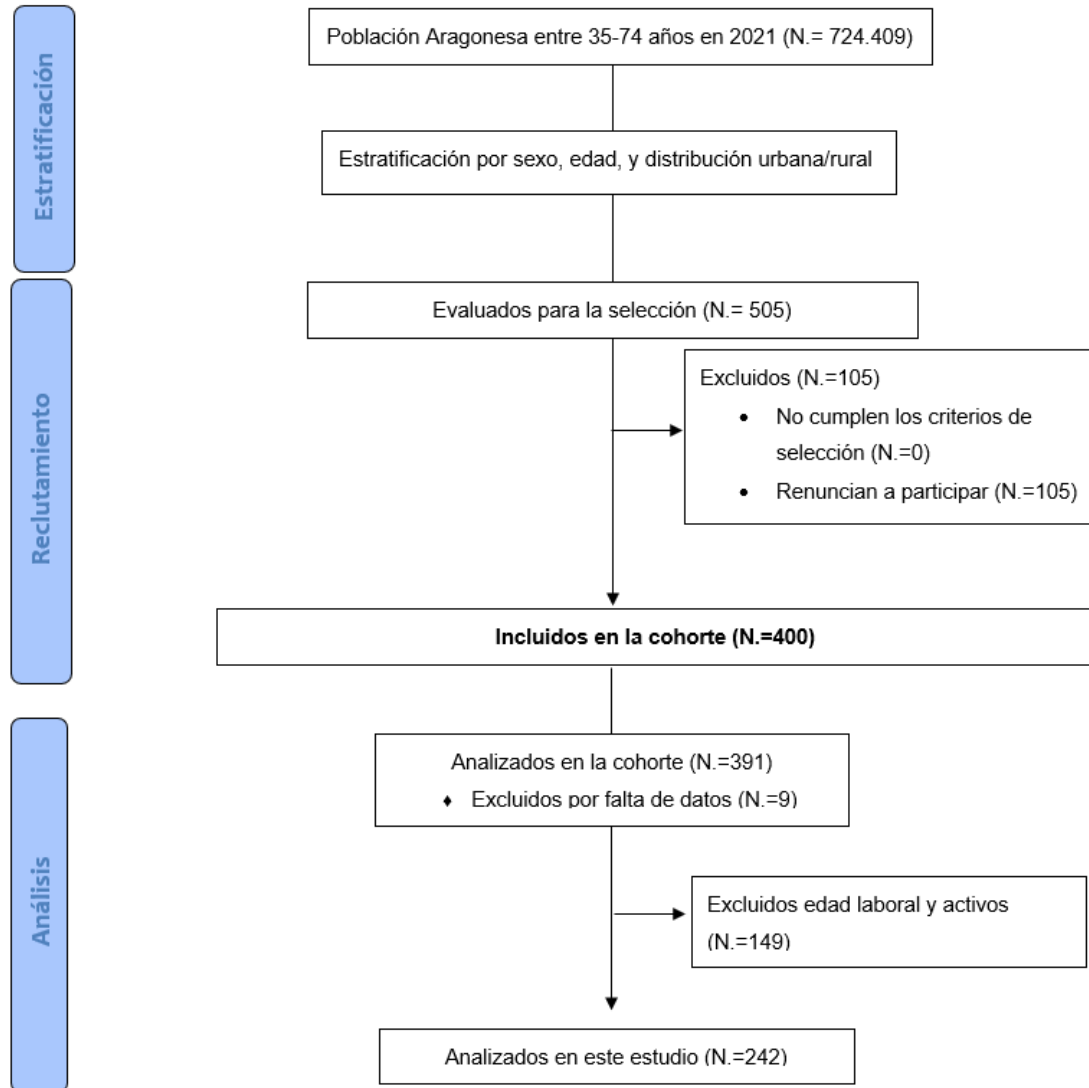 Estratificación
Población Aragonesa entre 35-74 años en 2021 (N.= 724.409)
Estratificación por sexo, edad, y distribución urbana/rural
Reclutamiento
Evaluados para la selección (N.= 505)
Excluidos (N.=105)
• No cumplen los criterios de
selección (N.=0)
• Renuncian a participar (N.=105)
Incluidos en la cohorte (N.=400)
Análisis
Analizados en la cohorte (N.=391)
♦ Excluidos por falta de datos (N.=9)
Excluidos edad laboral y activos
(N.=149)
Analizados en este estudio (N.=242)